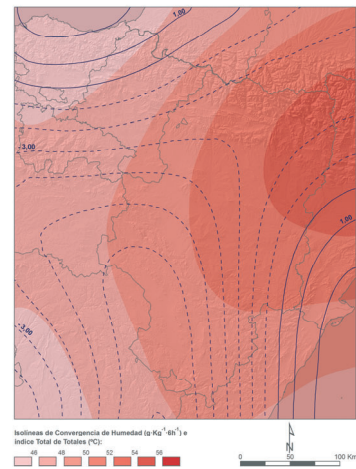 1.00
3.00
1.00
3.00
Isolíneas de Convergencia de Humedad (g·Kg⁻¹·6h⁻¹) e
índice Total de Totales (ºC):
46 48 50 52 54 56
N
0 50 100 Km